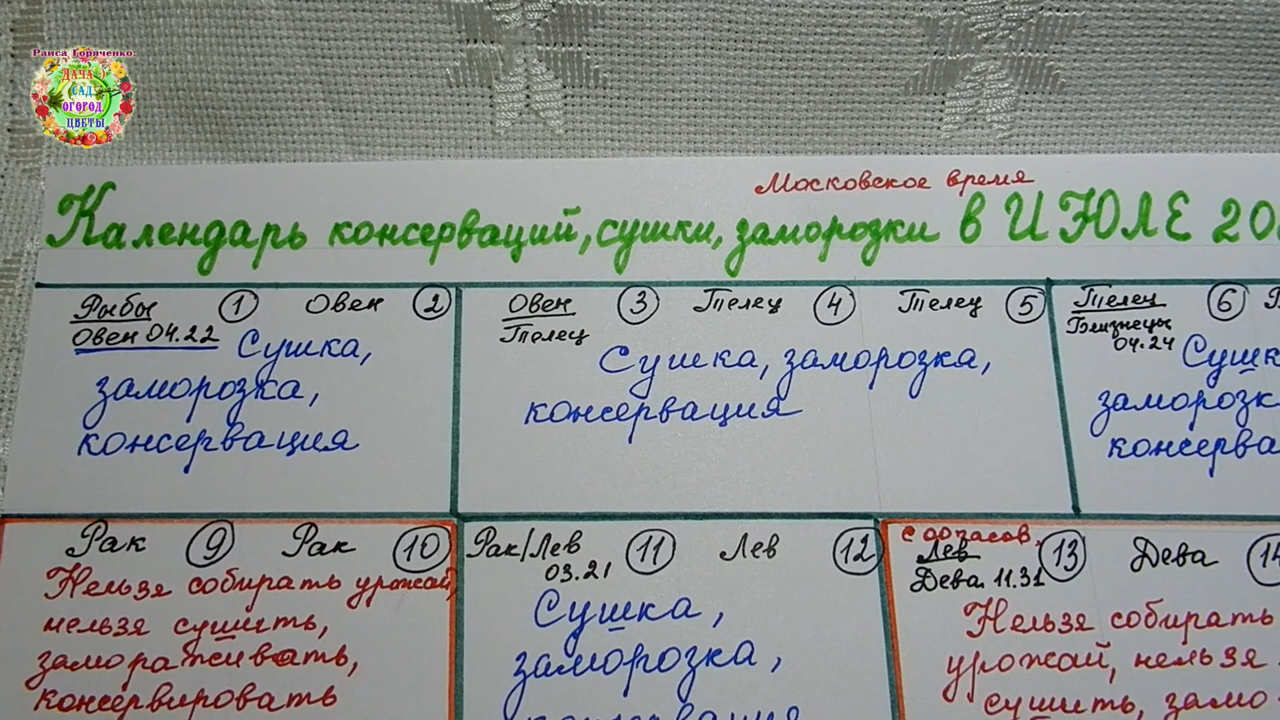 Раиса Горяченко:
ДАЧА
САД
ОГОРОД
ЦВЕТЫ
Московское время
Календарь консерваций, сушки, заморозки в ИЮЛЕ 20
Рыбы 1 Овен 2
Овен 04.22
Сушка,
заморозка,
консервация
Овен 3 Телец 4 Телец 5
Телец
Сушка, заморозка,
консервация
Телец 6
Близнецы
04.24
Суш
заморозк
консерва
Рак 9 Рак 10
Нельзя собирать урожай,
нельзя сушить,
замораживать,
консервировать
Рак/Лев 11 Лев 12
03.21
Сушка,
заморозка,
консервация
с 00 часов,
Лев 13 Дева 14
Дева 11.31
Нельзя собирать
урожай, нельзя
сушить, замо